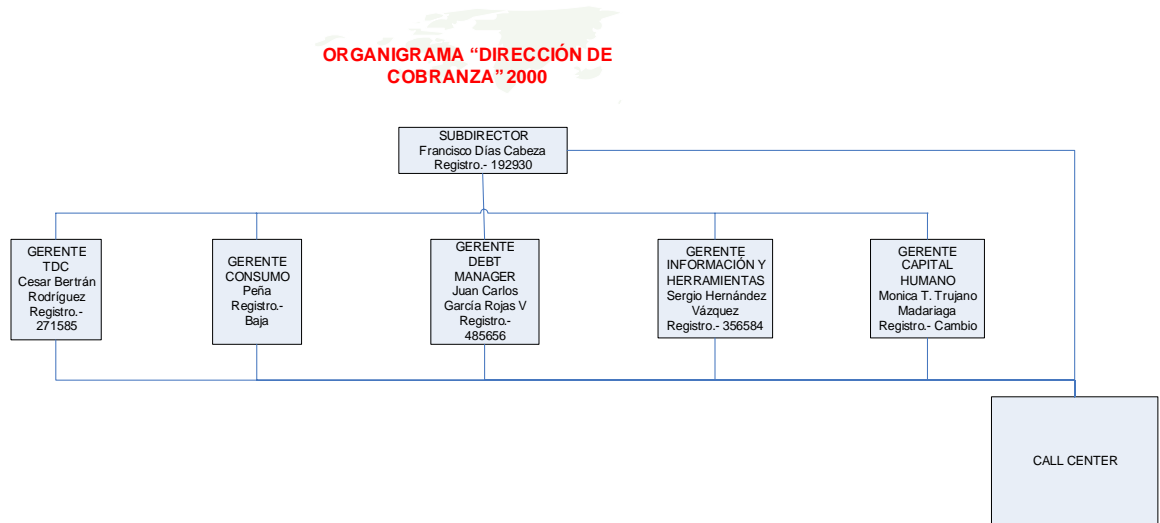 ORGANIGRAMA “DIRECCIÓN DE
COBRANZA” 2000
SUBDIRECTOR
Francisco Días Cabeza
Registro.- 192930
GERENTE
TDC
Cesar Bertrán
Rodríguez
Registro.-
271585
GERENTE
CONSUMO
Peña
Registro.-
Baja
GERENTE
DEBT
MANAGER
Juan Carlos
García Rojas V
Registro.-
485656
GERENTE
INFORMACIÓN Y
HERRAMIENTAS
Sergio Hernández
Vázquez
Registro.- 356584
GERENTE
CAPITAL
HUMANO
Monica T. Trujano
Madariaga
Registro.- Cambio
CALL CENTER